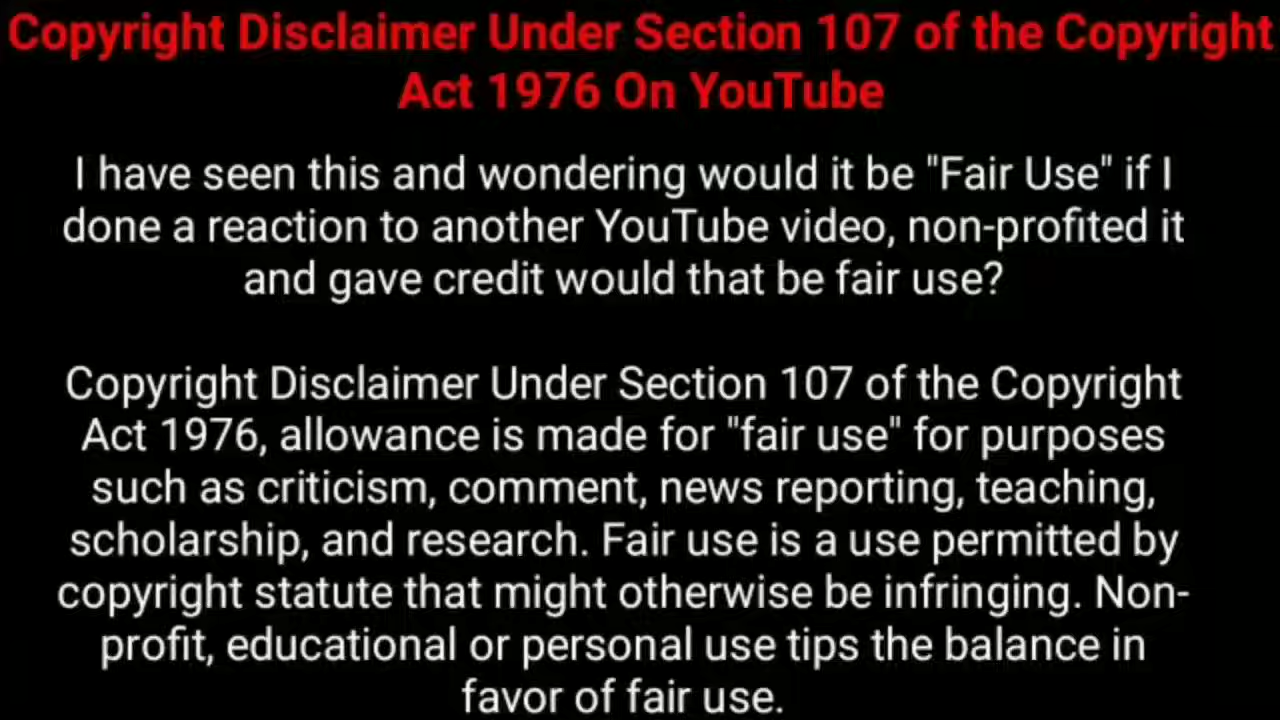 Copyright Disclaimer Under Section 107 of the Copyright
Act 1976 On YouTube
I have seen this and wondering would it be "Fair Use" if I
done a reaction to another YouTube video, non-profited it
and gave credit would that be fair use?
Copyright Disclaimer Under Section 107 of the Copyright
Act 1976, allowance is made for "fair use" for purposes
such as criticism, comment, news reporting, teaching,
scholarship, and research. Fair use is a use permitted by
copyright statute that might otherwise be infringing. Non-
profit, educational or personal use tips the balance in
favor of fair use.